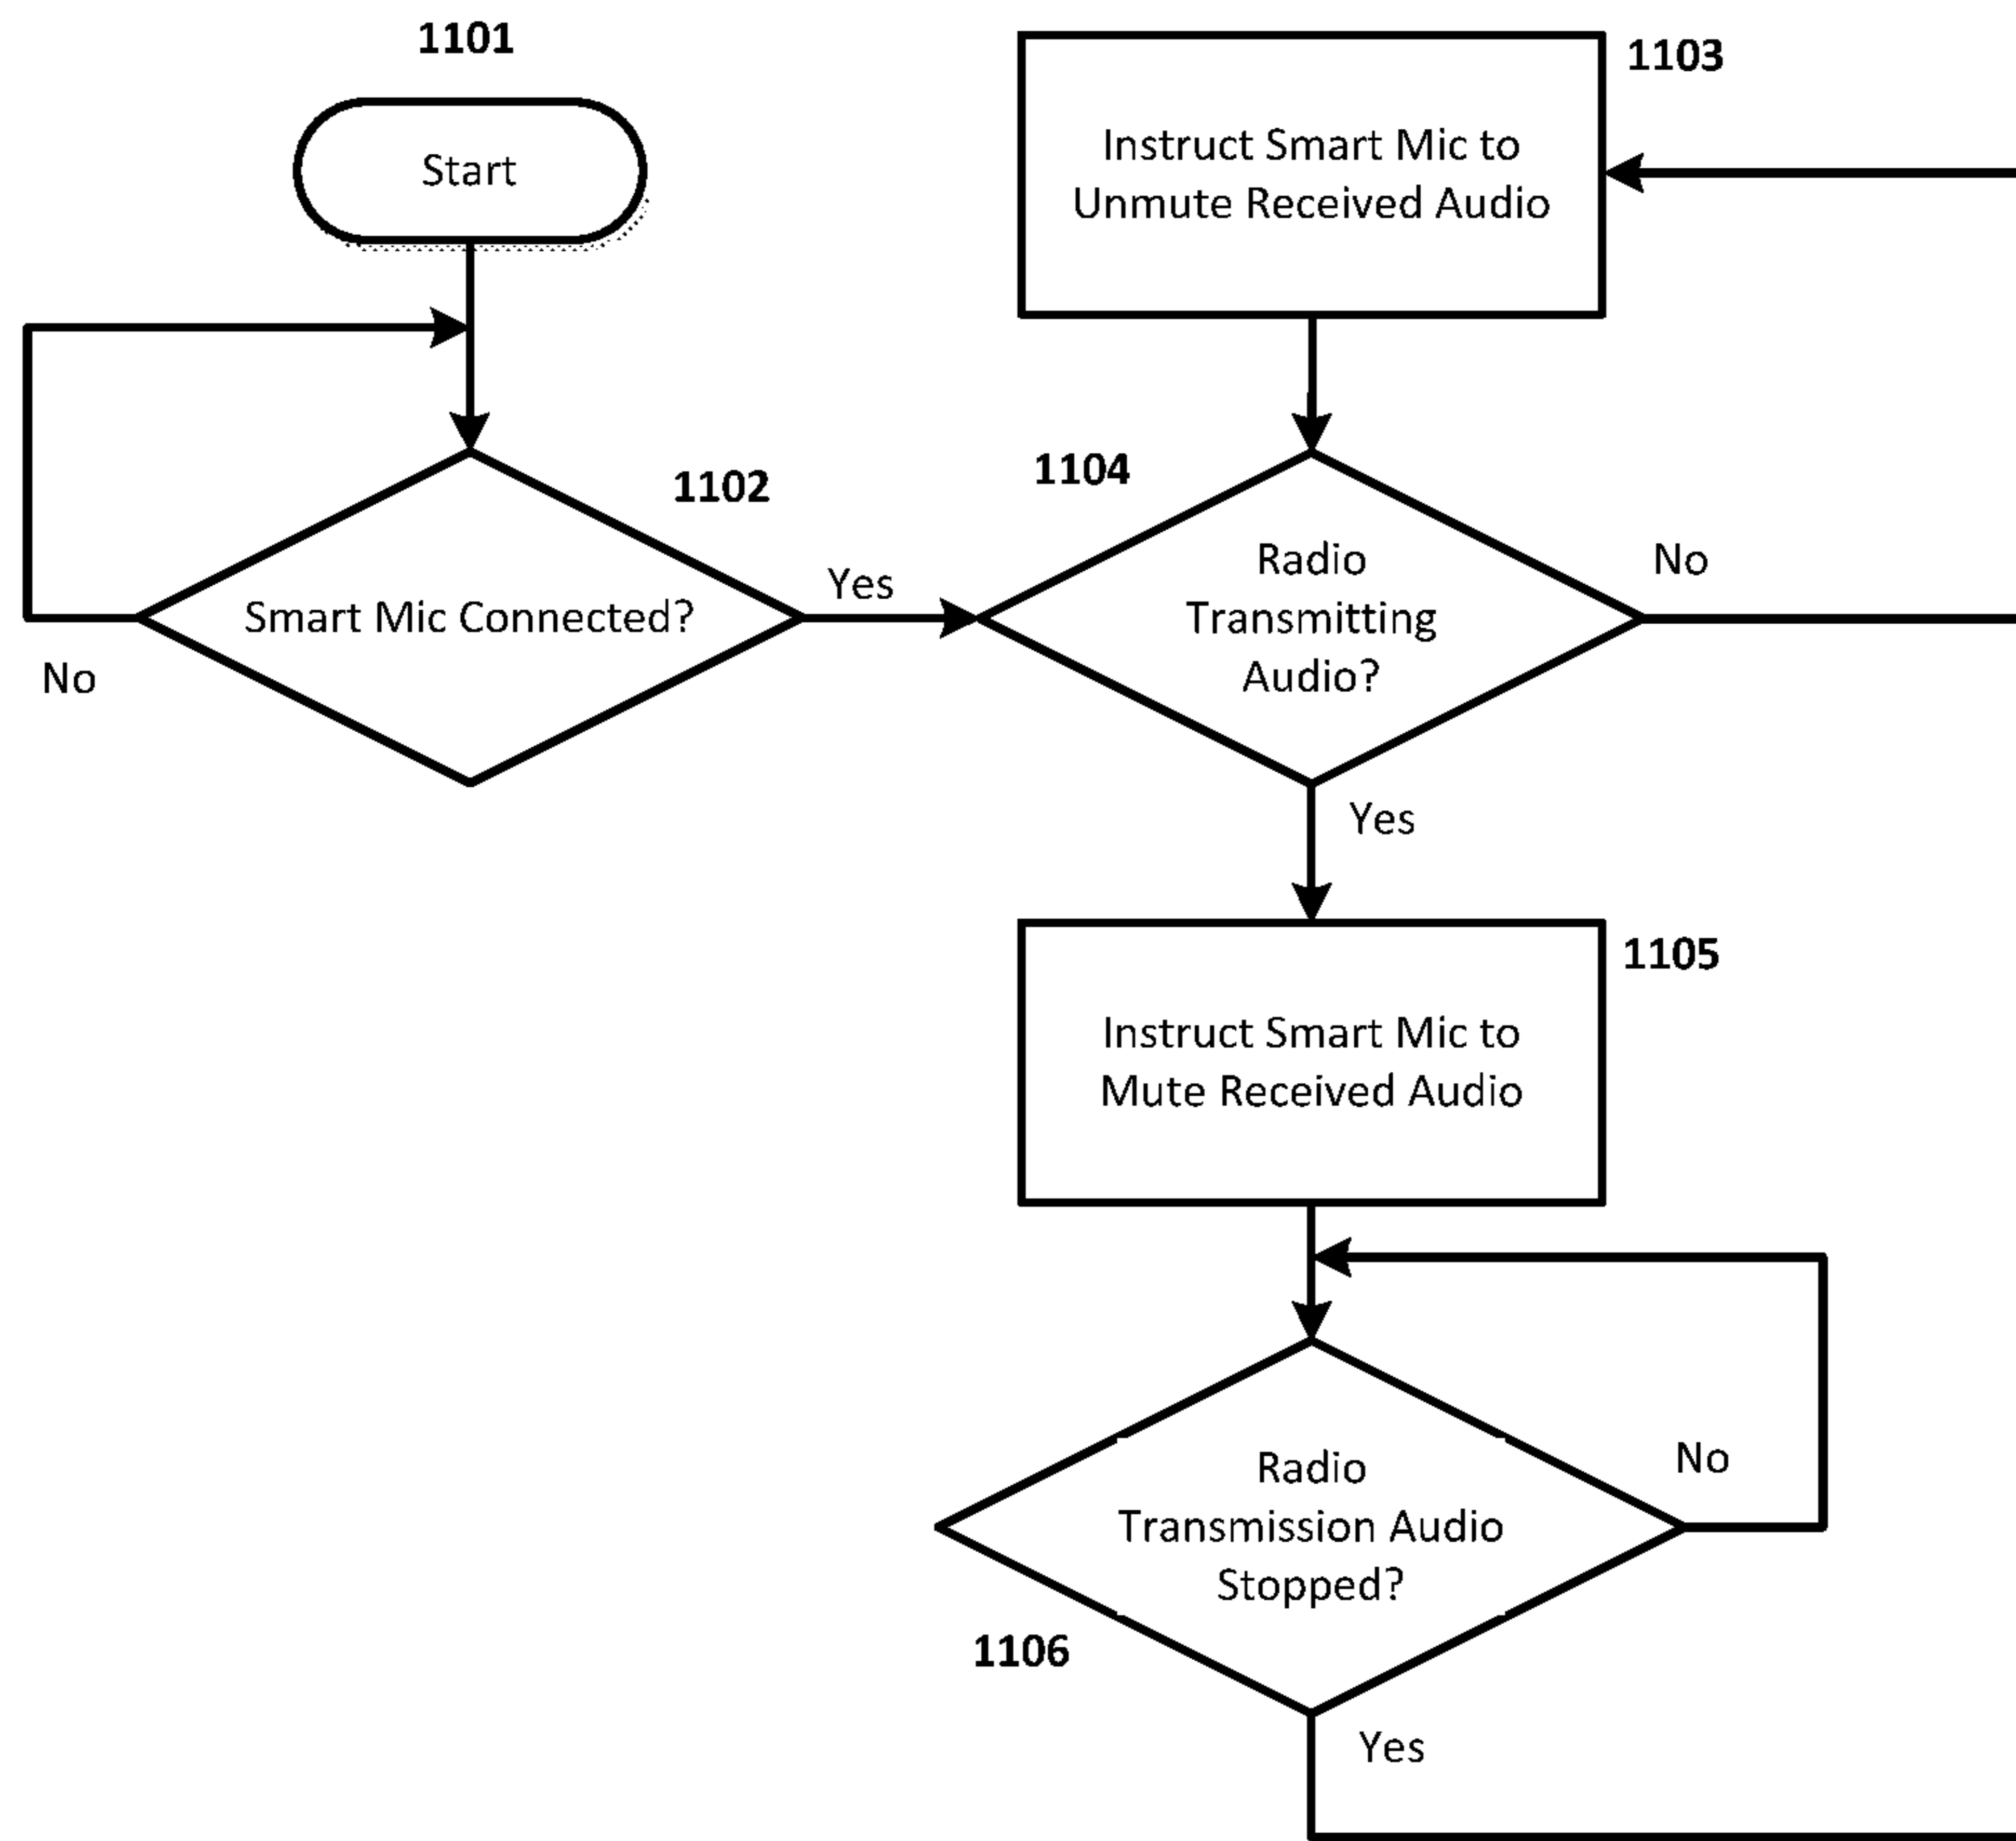 1101
Start
1102
Smart Mic Connected?
No
Yes
1103
Instruct Smart Mic to
Unmute Received Audio
1104
Radio
Transmitting
Audio?
No
Yes
1105
Instruct Smart Mic to
Mute Received Audio
Radio
Transmission Audio
Stopped?
No
1106
Yes